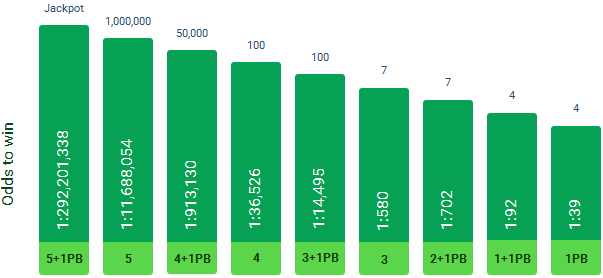 Jackpot
1,000,000
50,000
100
100
7
7
4
4
Odds to win
1:292,201,338
1:11,688,054
1:913,130
1:36,526
1:14,495
1:580
1:702
1:92
1:39
5+1PB
5
4+1PB
4
3+1PB
3
2+1PB
1+1PB
1PB